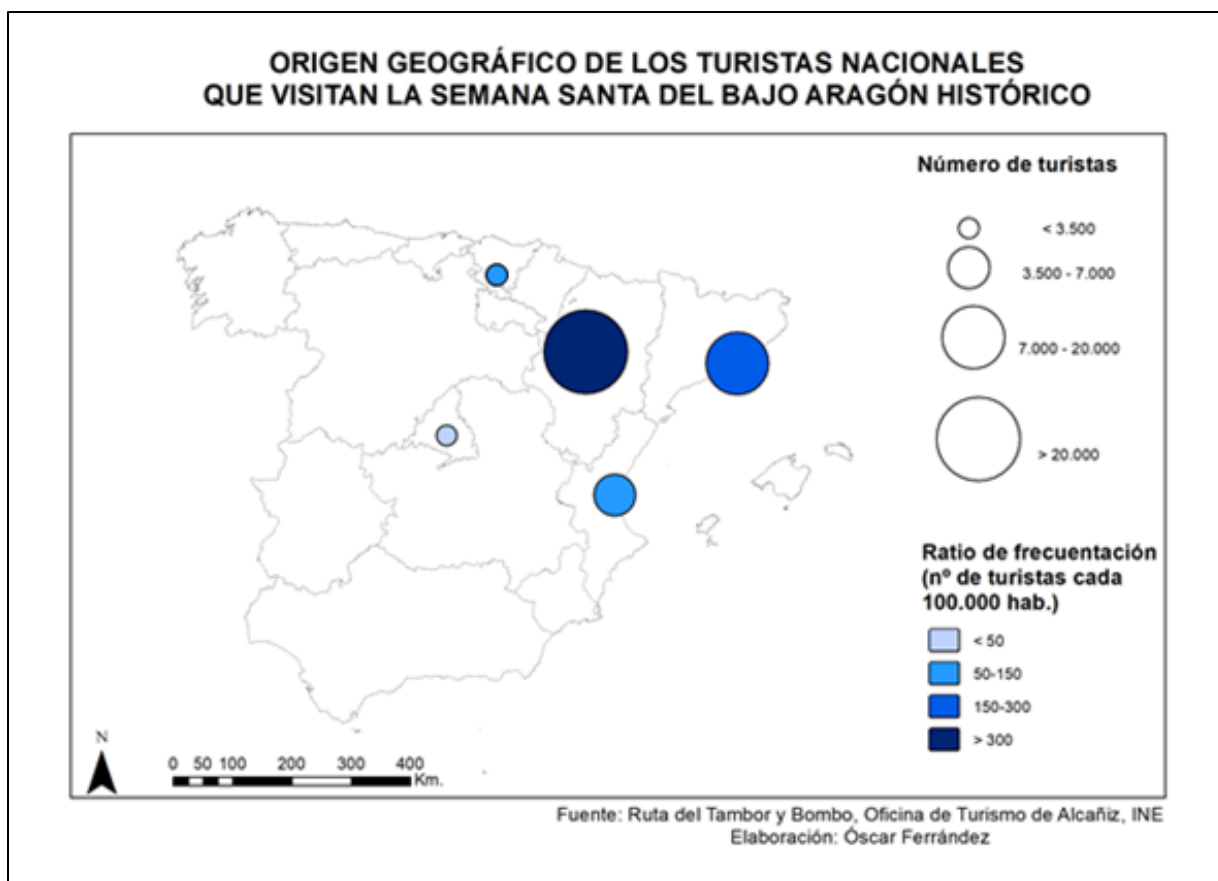 ORIGEN GEOGRÁFICO DE LOS TURISTAS NACIONALES
QUE VISITAN LA SEMANA SANTA DEL BAJO ARAGÓN HISTÓRICO
Número de turistas
< 3.500
3.500 - 7.000
7.000 - 20.000
> 20.000
Ratio de frecuentación
(nº de turistas cada
100.000 hab.)
< 50
50-150
150-300
> 300
N
0 50 100 200 300 400
Km.
Fuente: Ruta del Tambor y Bombo, Oficina de Turismo de Alcañiz, INE
Elaboración: Óscar Ferrández